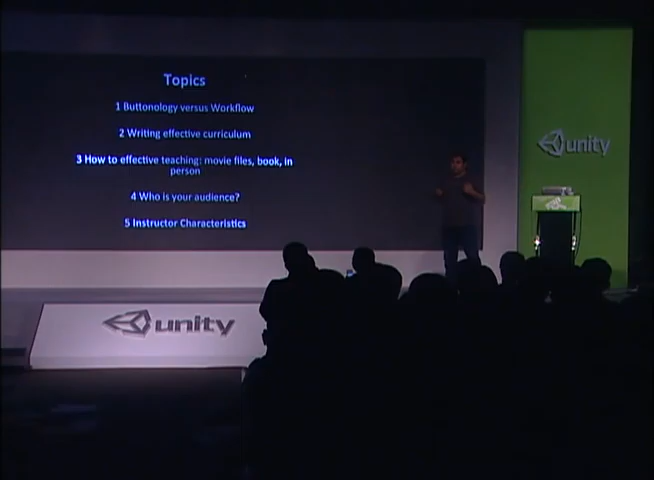 Topics
1 Buttonology versus Workflow
2 Writing effective curriculum
3 How to effective teaching: movie files, book, in
person
4 Who is your audience?
5 Instructor Characteristics
unity
unity